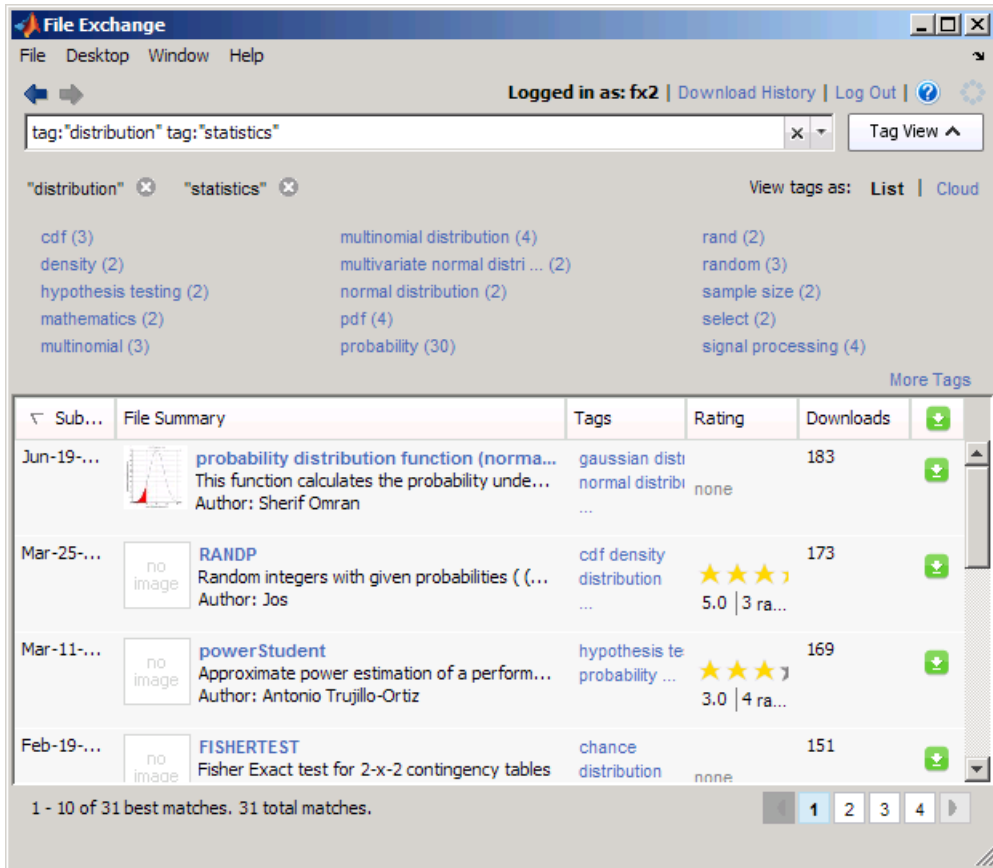 File Exchange
File Desktop Window Help
Logged in as: fx2 | Download History | Log Out |
tag:"distribution" tag:"statistics"
Tag View
"distribution" "statistics" View tags as: List | Cloud
cdf (3) multinomial distribution (4) rand (2)
density (2) multivariate normal distri ... (2) random (3)
hypothesis testing (2) normal distribution (2) sample size (2)
mathematics (2) pdf (4) select (2)
multinomial (3) probability (30) signal processing (4)
More Tags
Sub... File Summary Tags Rating Downloads
Jun-19-... probability distribution function (norma... gaussian distri 183
This function calculates the probability unde... normal distribu none
Author: Sherif Omran ...
Mar-25-... RANDP cdf density 173
no image
Random integers with given probabilities ( (... distribution
Author: Jos ... 5.0 | 3 ra...
Mar-11-... powerStudent hypothesis te 169
no image
Approximate power estimation of a perform... probability ...
Author: Antonio Trujillo-Ortiz 3.0 | 4 ra...
Feb-19-... FISHERTEST chance 151
no image
Fisher Exact test for 2-x-2 contingency tables distribution none
1 - 10 of 31 best matches. 31 total matches. 1 2 3 4